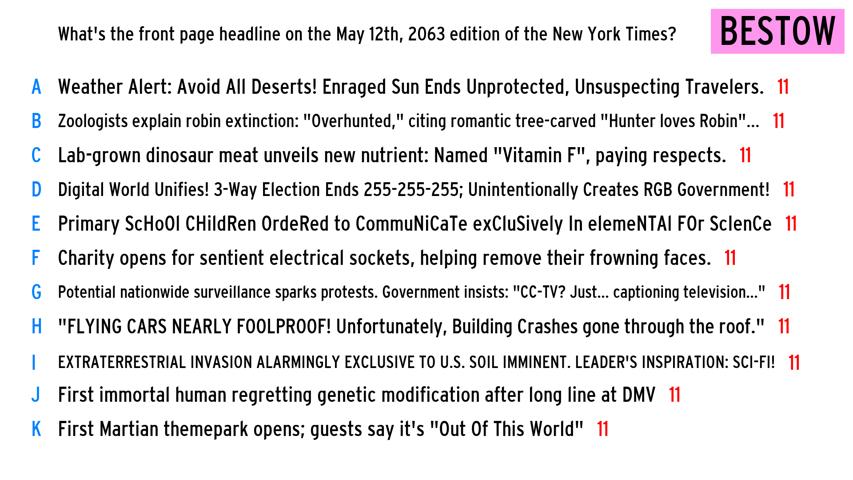 What's the front page headline on the May 12th, 2063 edition of the New York Times?
BESTOW
A Weather Alert: Avoid All Deserts! Enraged Sun Ends Unprotected, Unsuspecting Travelers. 11
B Zoologists explain robin extinction: "Overhunted," citing romantic tree-carved "Hunter loves Robin"... 11
C Lab-grown dinosaur meat unveils new nutrient: Named "Vitamin F", paying respects. 11
D Digital World Unifies! 3-Way Election Ends 255-255-255; Unintentionally Creates RGB Government! 11
E Primary ScHoOl CHildRen OrdeRed to CommuNiCaTe exCluSively In elemeNTAl FOr ScIenCe 11
F Charity opens for sentient electrical sockets, helping remove their frowning faces. 11
G Potential nationwide surveillance sparks protests. Government insists: "CC-TV? Just... captioning television..." 11
H "FLYING CARS NEARLY FOOLPROOF! Unfortunately, Building Crashes gone through the roof." 11
I EXTRATERRESTRIAL INVASION ALARMINGLY EXCLUSIVE TO U.S. SOIL IMMINENT. LEADER'S INSPIRATION: SCI-FI! 11
J First immortal human regretting genetic modification after long line at DMV 11
K First Martian themepark opens; guests say it's "Out Of This World" 11